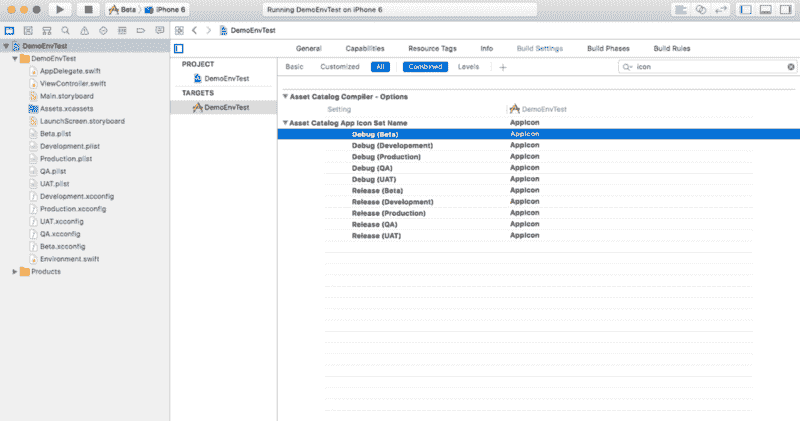 Beta iPhone 6
Running DemoEnvTest on iPhone 6
DemoEnvTest
DemoEnvTest
DemoEnvTest
AppDelegate.swift
ViewController.swift
Main.storyboard
Assets.xcassets
LaunchScreen.storyboard
Beta.plist
Development.plist
Production.plist
QA.plist
UAT.plist
Development.xcconfig
Production.xcconfig
UAT.xcconfig
QA.xcconfig
Beta.xcconfig
Environment.swift
Products
PROJECT
DemoEnvTest
TARGETS
DemoEnvTest
General Capabilities Resource Tags Info Build Settings Build Phases Build Rules
Basic Customized All Combined Levels + icon
Asset Catalog Compiler - Options
Setting DemoEnvTest
Asset Catalog App Icon Set Name AppIcon
Debug (Beta) AppIcon
Debug (Developement) AppIcon
Debug (Production) AppIcon
Debug (QA) AppIcon
Debug (UAT) AppIcon
Release (Beta) AppIcon
Release (Development) AppIcon
Release (Production) AppIcon
Release (QA) AppIcon
Release (UAT) AppIcon